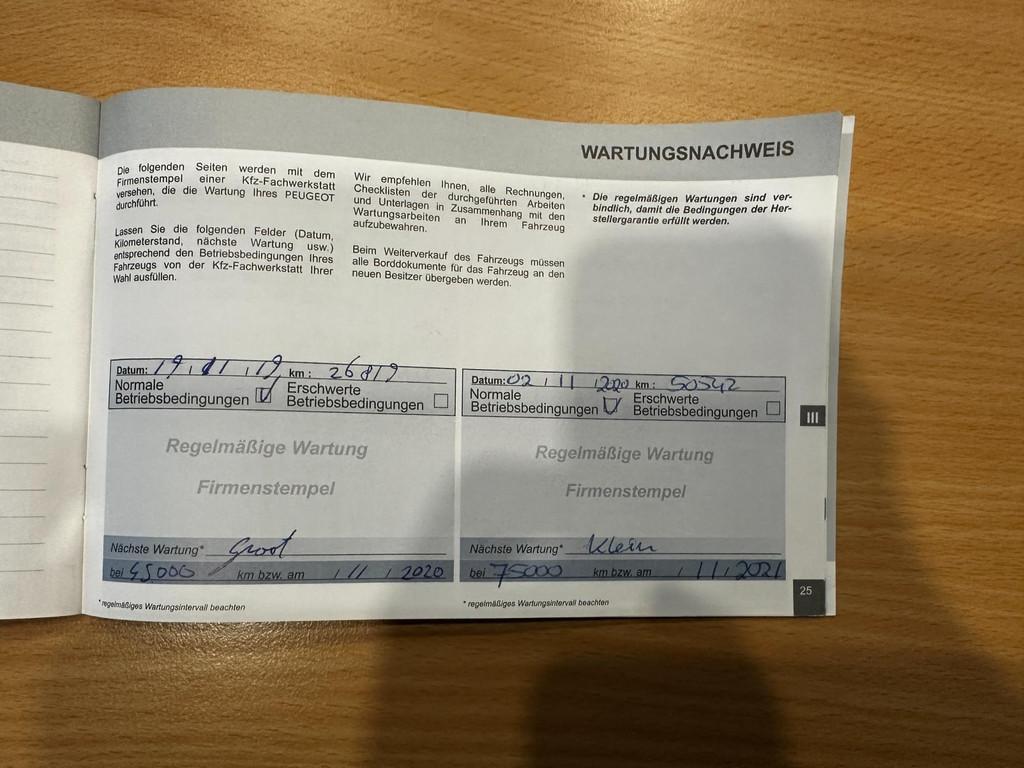 WARTUNGSNACHWEIS
Die folgenden Seiten werden mit dem
Firmenstempel einer Kfz-Fachwerkstatt
versehen, die die Wartung Ihres PEUGEOT
durchführt.
Lassen Sie die folgenden Felder (Datum,
Kilometerstand, nächste Wartung usw.)
entsprechend den Betriebsbedingungen Ihres
Fahrzeugs von der Kfz-Fachwerkstatt Ihrer
Wahl ausfüllen.
Wir empfehlen Ihnen, alle Rechnungen,
Checklisten der durchgeführten Arbeiten
und Unterlagen in Zusammenhang mit den
Wartungsarbeiten an Ihrem Fahrzeug
aufzubewahren.
Beim Weiterverkauf des Fahrzeugs müssen
alle Borddokumente für das Fahrzeug an den
neuen Besitzer übergeben werden.
* Die regelmäßigen Wartungen sind ver-
bindlich, damit die Bedingungen der Her-
stellergarantie erfüllt werden.
Datum: 19 , 11 , 19 km : 26819
Normale
Betriebsbedingungen
Erschwerte
Betriebsbedingungen
Regelmäßige Wartung
Firmenstempel
Nächste Wartung* Groot
bei 45000 km bzw. am / 11 / 2020
* regelmäßiges Wartungsintervall beachten
Datum: 02 / 11 / 2020 km : 50542
Normale
Betriebsbedingungen
Erschwerte
Betriebsbedingungen
Regelmäßige Wartung
Firmenstempel
Nächste Wartung* Klein
bei 75000 km bzw. am / 11 / 2021
* regelmäßiges Wartungsintervall beachten
III
25